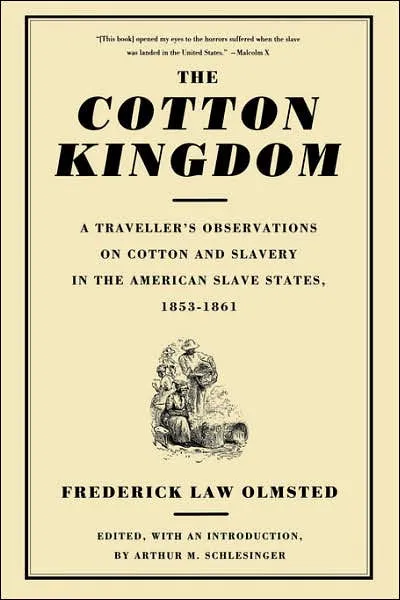 "[This book] opened my eyes to the horrors suffered when the slave
was landed in the United States." —Malcolm X
THE
COTTON
KINGDOM
A TRAVELLER'S OBSERVATIONS
ON COTTON AND SLAVERY
IN THE AMERICAN SLAVE STATES,
1853-1861
FREDERICK LAW OLMSTED
EDITED, WITH AN INTRODUCTION,
BY ARTHUR M. SCHLESINGER